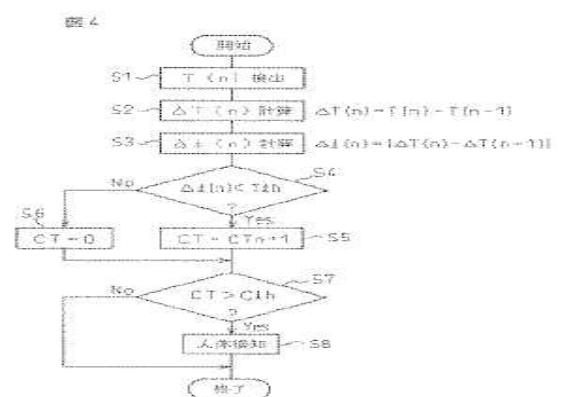 図4
開始
S1 T(n) 検出
S2 ΔT(n) 計算 ΔT(n)=T(n)-T(n-1)
S3 Δt(n) 計算 Δt(n)=|ΔT(n)-ΔT(n-1)|
S4
No Δt(n)<Tth
?
S6 Yes
CT=0 CT=CTn+1 S5
S7
No CT>Cth
?
Yes
人体検知 S8
終了